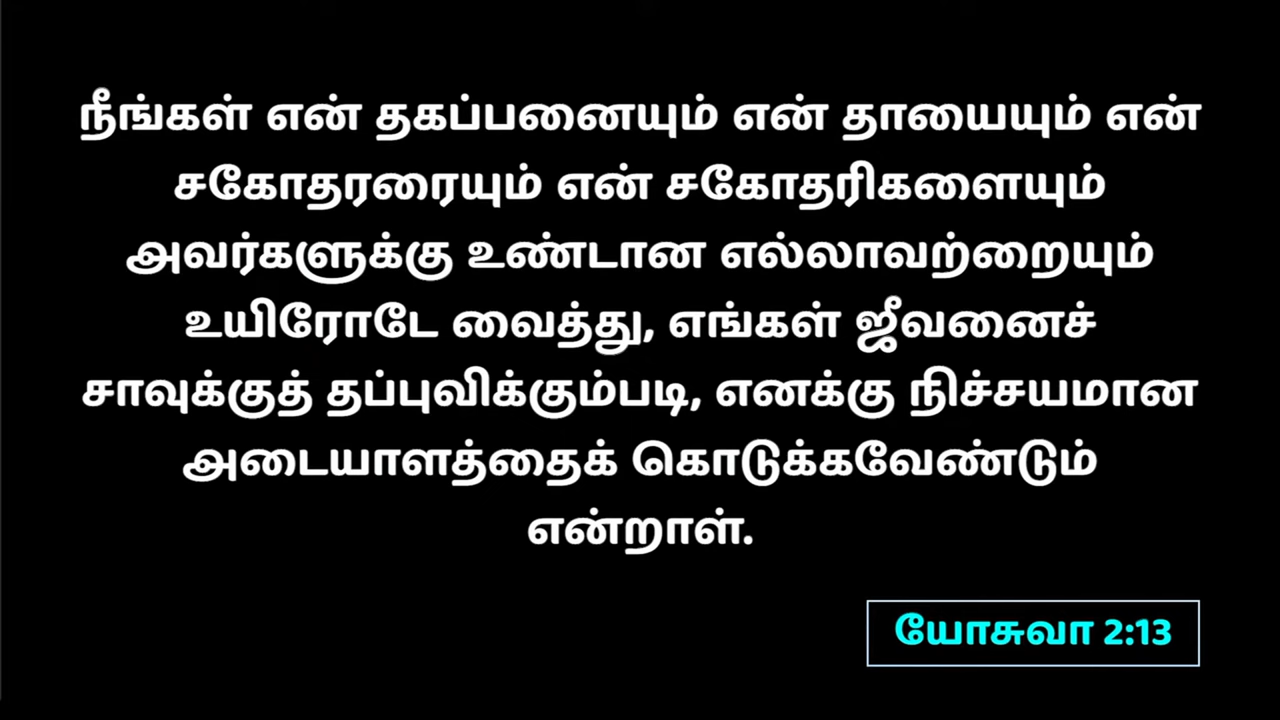 நீங்கள் என் தகப்பனையும் என் தாயையும் என்
சகோதரரையும் என் சகோதரிகளையும்
அவர்களுக்கு உண்டான எல்லாவற்றையும்
உயிரோடே வைத்து, எங்கள் ஜீவனைச்
சாவுக்குத் தப்புவிக்கும்படி, எனக்கு நிச்சயமான
அடையாளத்தைக் கொடுக்கவேண்டும்
என்றாள்.
யோசுவா 2:13